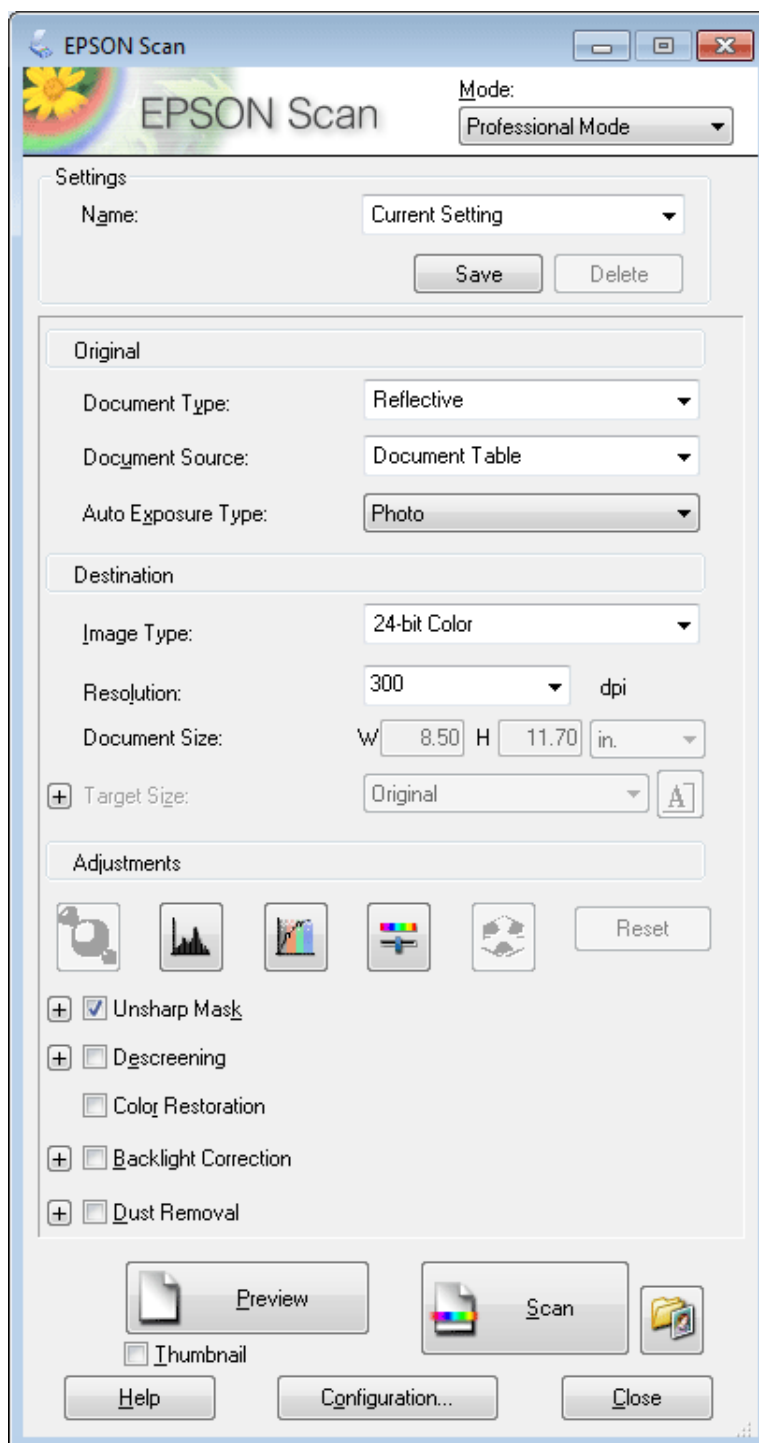 EPSON Scan
EPSON Scan
Mode:
Professional Mode
Settings
Name: Current Setting
Save Delete
Original
Document Type: Reflective
Document Source: Document Table
Auto Exposure Type: Photo
Destination
Image Type: 24-bit Color
Resolution: 300 dpi
Document Size: W 8.50 H 11.70 in.
Target Size: Original A
Adjustments
Reset
Unsharp Mask
Descreening
Color Restoration
Backlight Correction
Dust Removal
Preview Scan
Thumbnail
Help Configuration... Close